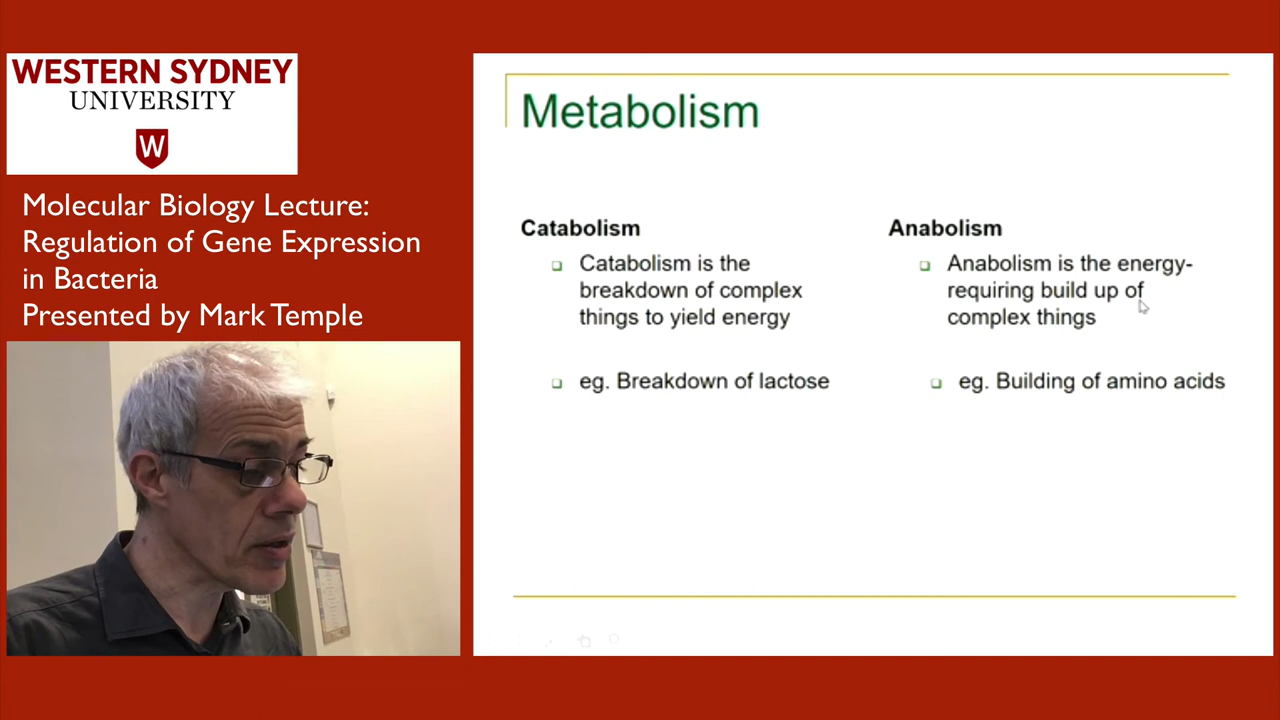 WESTERN SYDNEY
UNIVERSITY
W
Molecular Biology Lecture:
Regulation of Gene Expression
in Bacteria
Presented by Mark Temple
Metabolism
Catabolism
❑ Catabolism is the
breakdown of complex
things to yield energy
❑ eg. Breakdown of lactose
Anabolism
❑ Anabolism is the energy-
requiring build up of
complex things
❑ eg. Building of amino acids